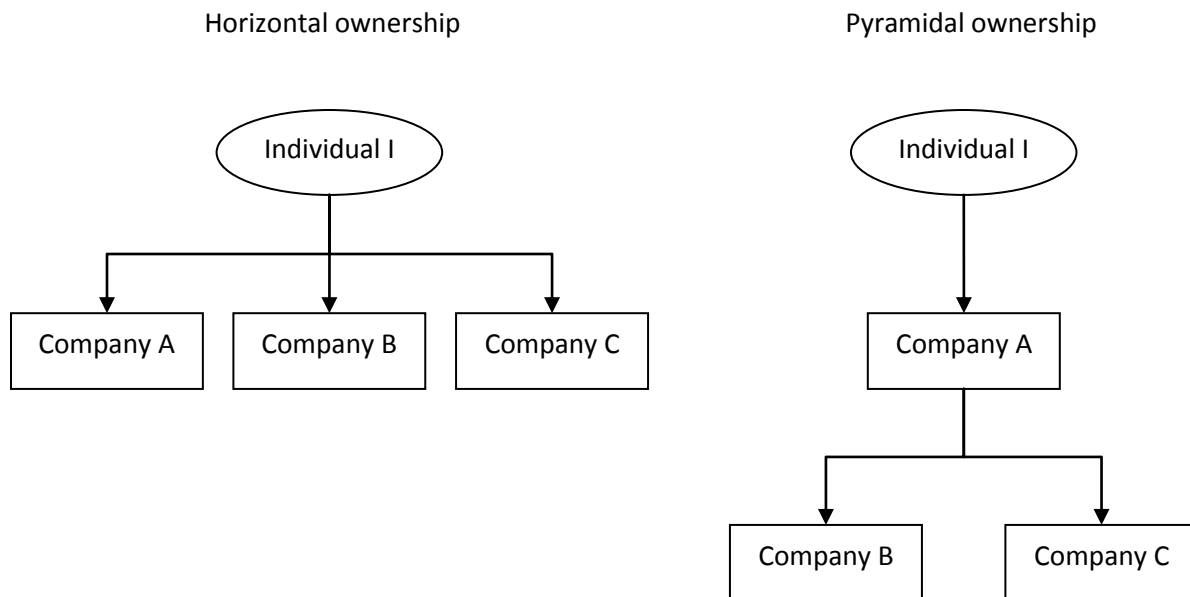 Horizontal ownership
Pyramidal ownership
Individual I
Individual I
Company A
Company B
Company C
Company A
Company B
Company C